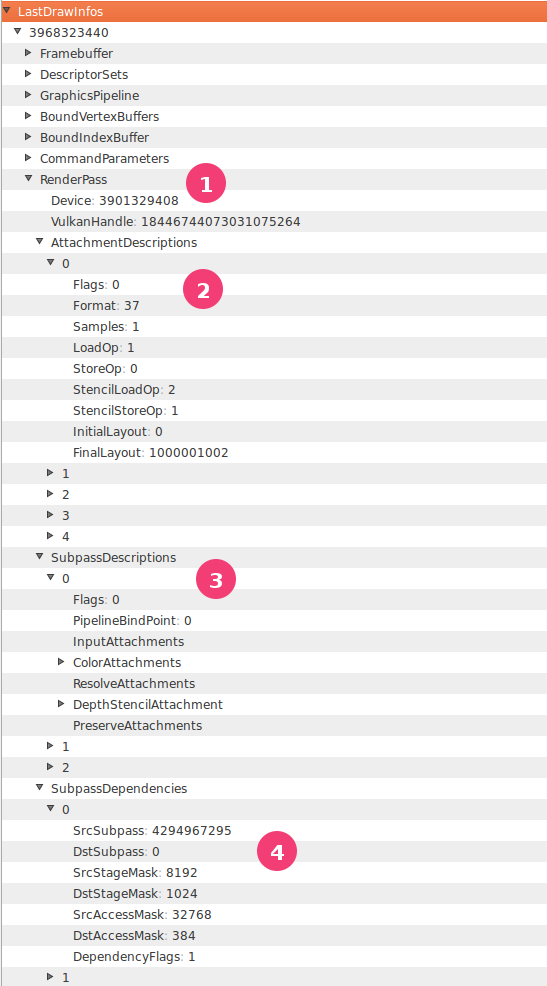 LastDrawInfos
3968323440
Framebuffer
DescriptorSets
GraphicsPipeline
BoundVertexBuffers
BoundIndexBuffer
CommandParameters
RenderPass
1
Device: 3901329408
VulkanHandle: 18446744073031075264
AttachmentDescriptions
0
Flags: 0
2
Format: 37
Samples: 1
LoadOp: 1
StoreOp: 0
StencilLoadOp: 2
StencilStoreOp: 1
InitialLayout: 0
FinalLayout: 1000001002
1
2
3
4
SubpassDescriptions
0
3
Flags: 0
PipelineBindPoint: 0
InputAttachments
ColorAttachments
ResolveAttachments
DepthStencilAttachment
PreserveAttachments
1
2
SubpassDependencies
0
SrcSubpass: 4294967295
DstSubpass: 0
4
SrcStageMask: 8192
DstStageMask: 1024
SrcAccessMask: 32768
DstAccessMask: 384
DependencyFlags: 1
1